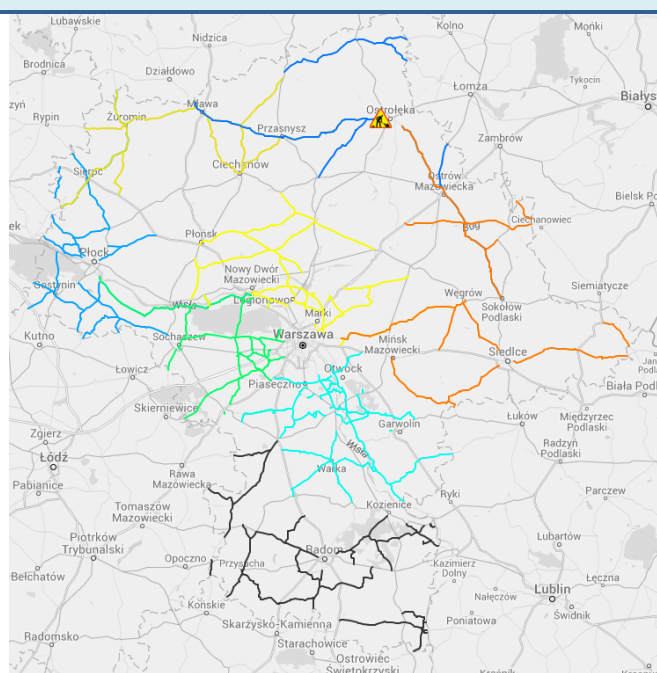 Lubawskie
Nidzica
Kolno
Mońki
Brodnica
Działdowo
Łomża
Tykocin
Mława
Ostrołęka
Białys
Rypin
Żuromin
Przasnysz
Zambrów
Sierpc
Ciechanów
Ostrów
Mazowiecka
Bielsk Po
Ciechanowiec
Bug
Płońsk
Płock
Nowy Dwór
Mazowiecki
Węgrów
Siemiatycze
Gostynin
Wisła
Legionowo
Marki
Sokołów
Podlaski
Kutno
Sochaczew
Warszawa
Mińsk
Mazowiecki
Siedlce
Łowicz
Piaseczno
Otwock
Biała Podl
Skierniewice
Garwolin
Łuków
Międzyrzec
Podlaski
Zgierz
Łódź
Wisła
Radzyń
Podlaski
Pabianice
Rawa
Mazowiecka
Warka
Ryki
Parczew
Tomaszów
Mazowiecki
Kozienice
Piotrków
Trybunalski
Opoczno
Przysucha
Radom
Lubartów
Bełchatów
Kazimierz
Dolny
Lublin
Łęczna
Końskie
Nałęczów
Świdnik
Radomsko
Skarżysko-Kamienna
Poniatowa
Starachowice
Ostrowiec
Świętokrzyski